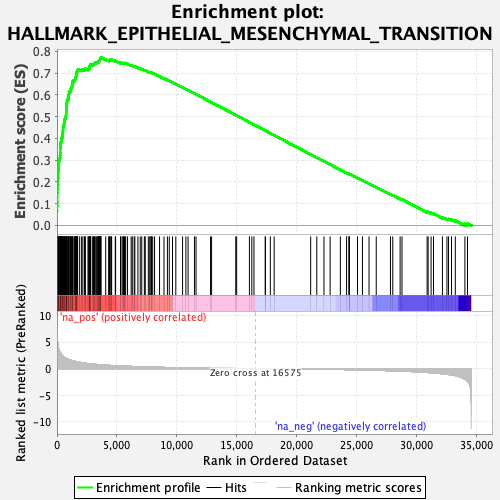 Enrichment plot:
HALLMARK_EPITHELIAL_MESENCHYMAL_TRANSITION
Enrichment score (ES)
0.8
0.7
0.6
0.5
0.4
0.3
0.2
0.1
0.0
Ranked list metric (PreRanked)
'na_pos' (positively correlated)
10
5
0
-5
-10
Zero cross at 16575
'na_neg' (negatively correlated)
0
5,000
10,000
15,000
20,000
25,000
30,000
35,000
Rank in Ordered Dataset
Enrichment profile
Hits
Ranking metric scores